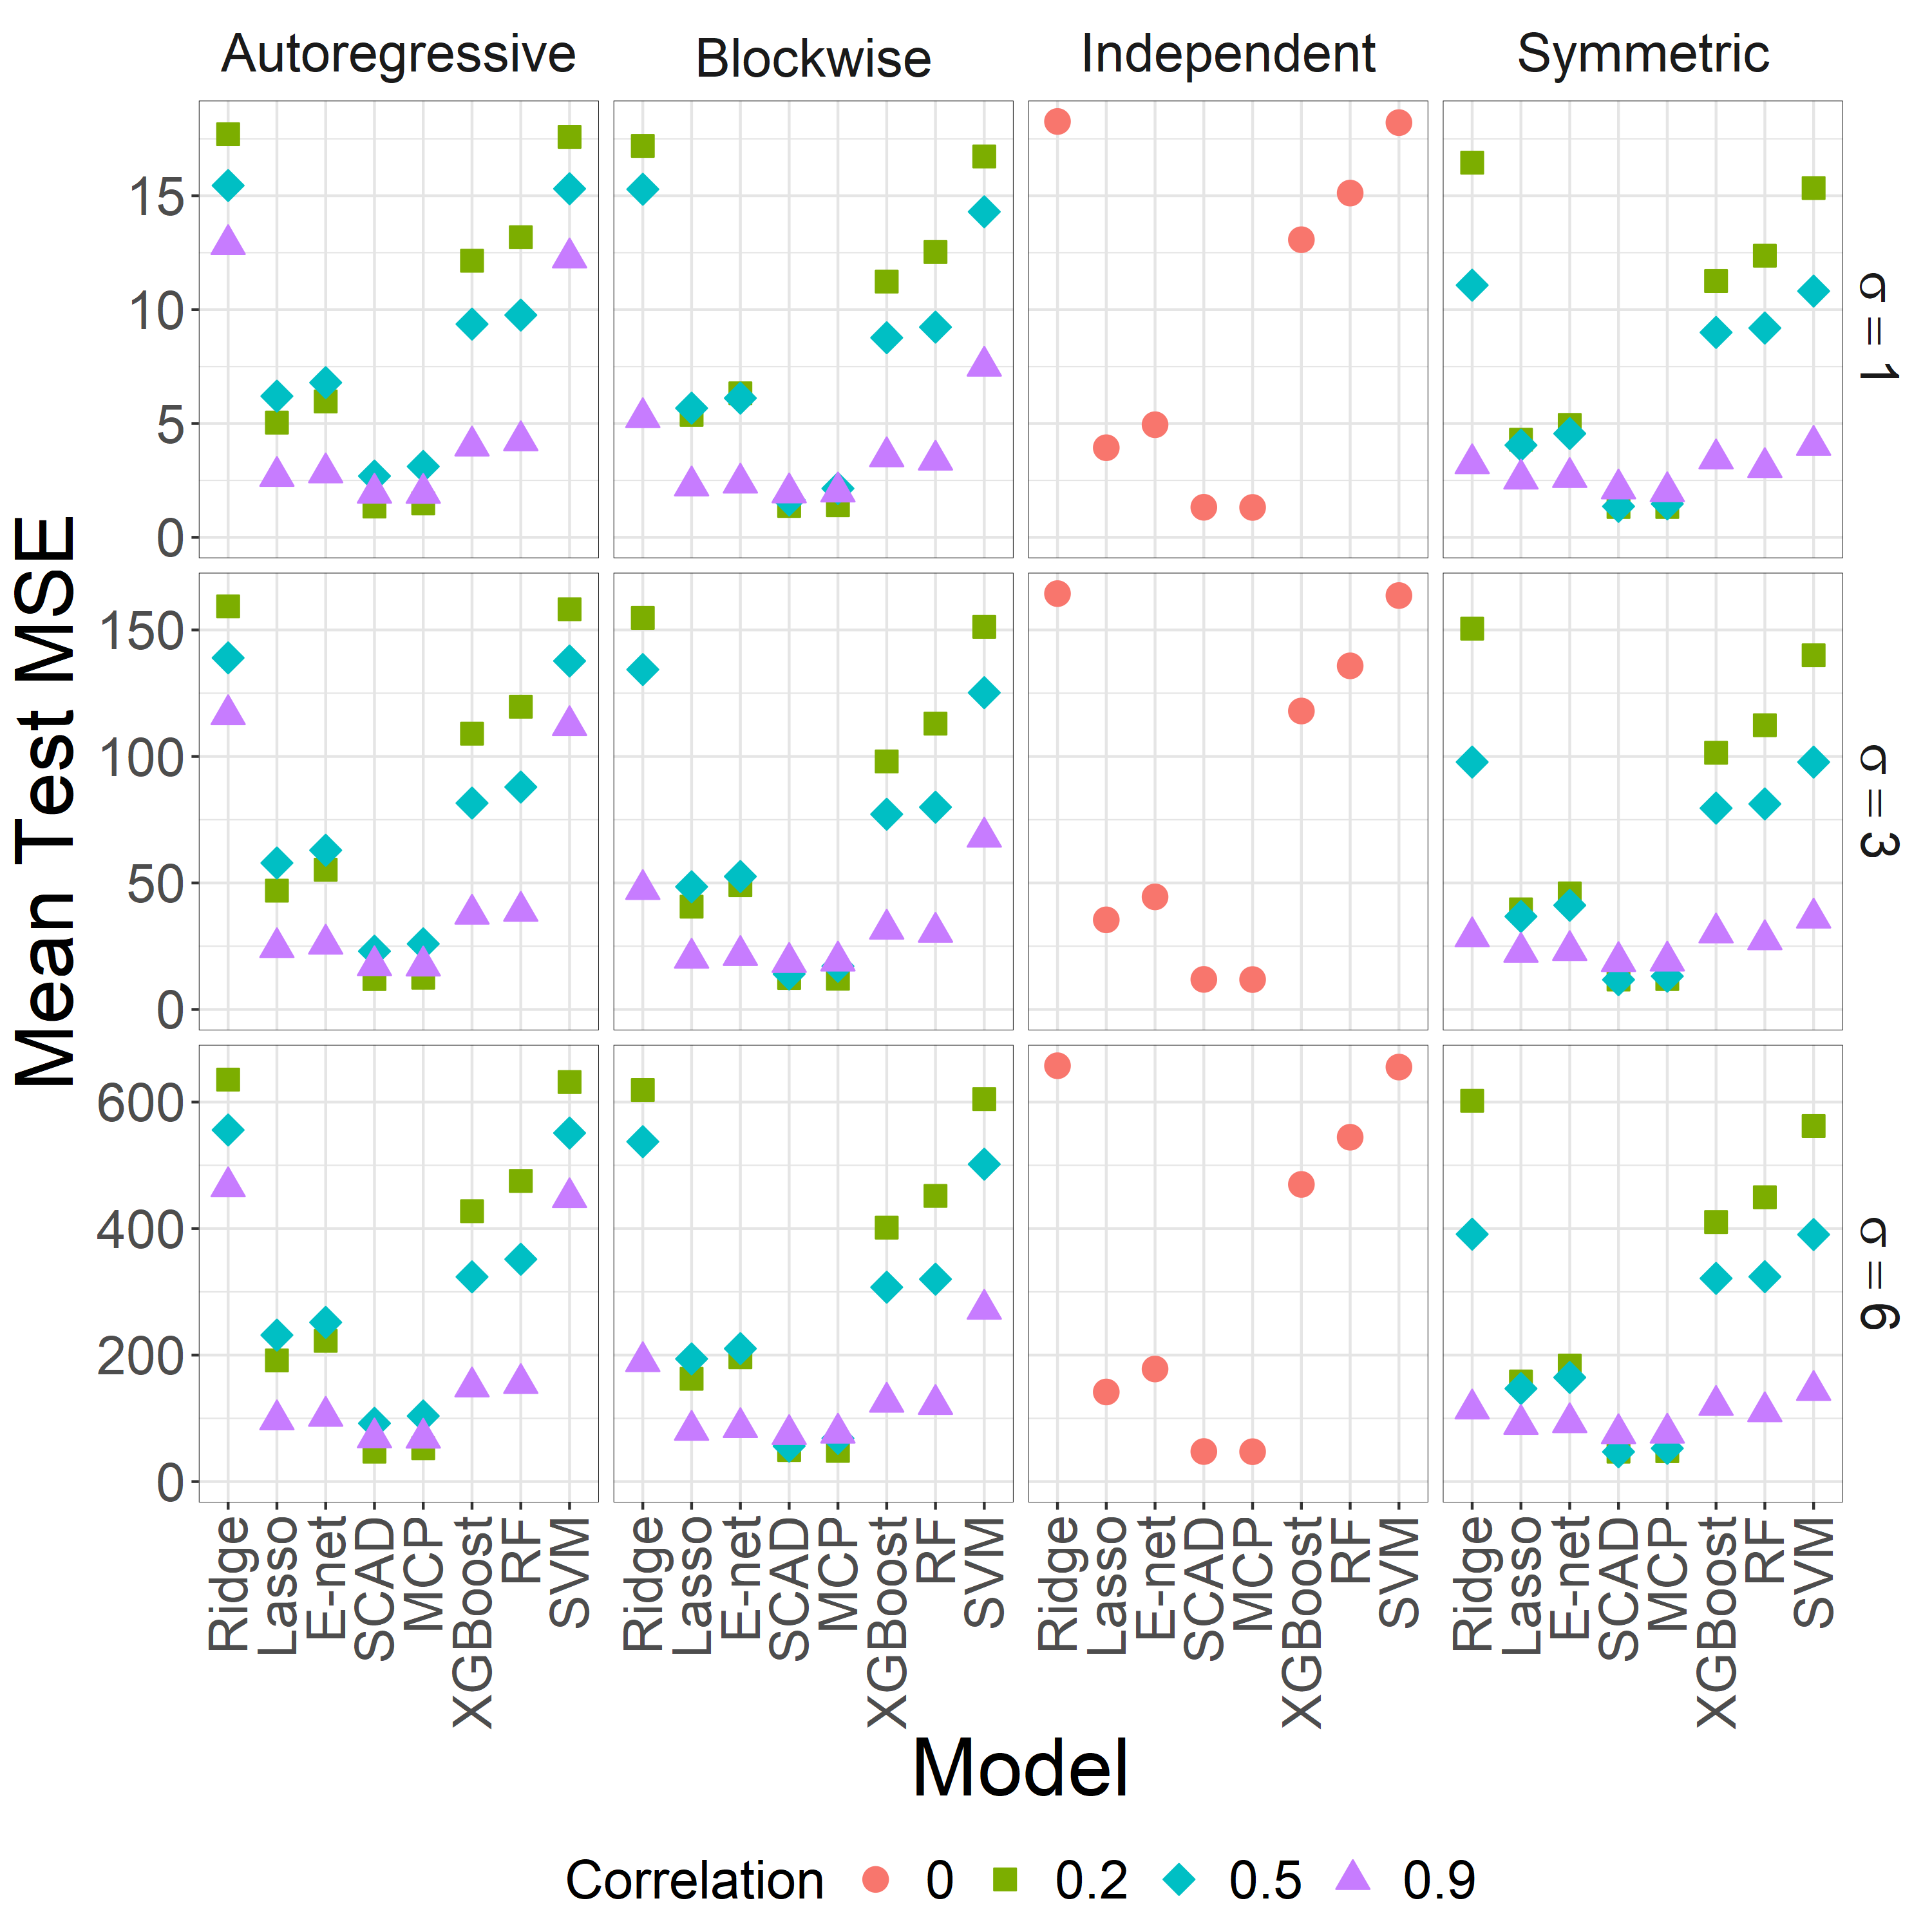 Autoregressive Blockwise Independent Symmetric
15
10
5
0
σ = 1
150
100
50
0
σ = 3
600
400
200
0
σ = 6
Mean Test MSE
Ridge Lasso E-net SCAD MCP XGBoost RF SVM Ridge Lasso E-net SCAD MCP XGBoost RF SVM Ridge Lasso E-net SCAD MCP XGBoost RF SVM Ridge Lasso E-net SCAD MCP XGBoost RF SVM
Model
Correlation 0 0.2 0.5 0.9